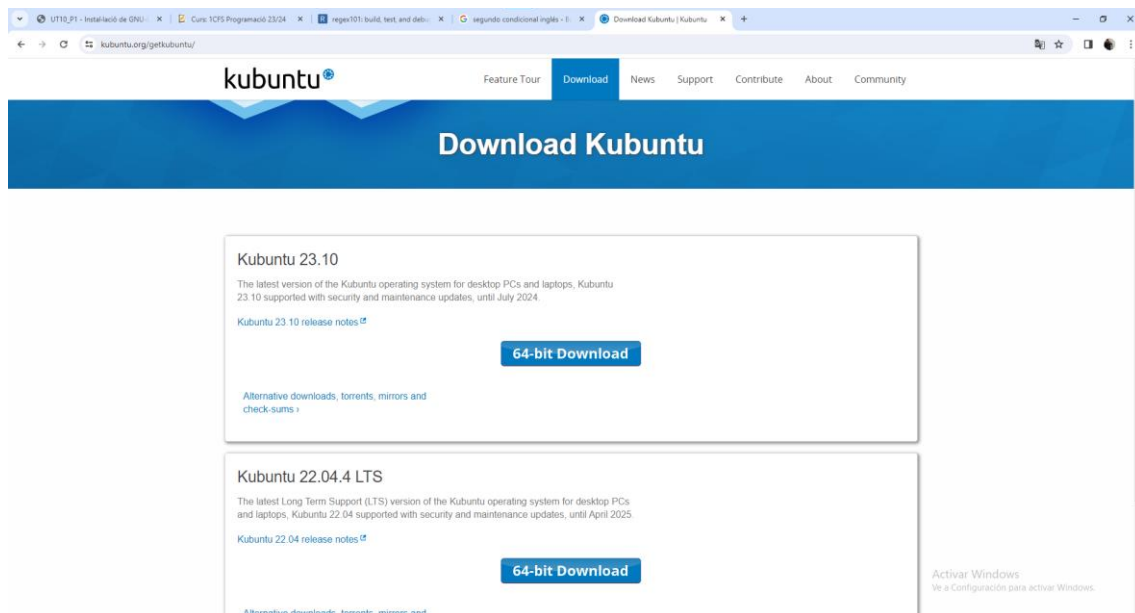 UT10_P1 - Instal·lació de GNU-L
Curs: 1CFS Programació 23/24
regex101: build, test, and debu
segundo condicional inglés - B
Download Kubuntu | Kubuntu
kubuntu.org/getkubuntu/
kubuntu
Feature Tour Download News Support Contribute About Community
Download Kubuntu
Kubuntu 23.10
The latest version of the Kubuntu operating system for desktop PCs and laptops, Kubuntu
23.10 supported with security and maintenance updates, until July 2024.
Kubuntu 23.10 release notes
64-bit Download
Alternative downloads, torrents, mirrors and
check-sums ›
Kubuntu 22.04.4 LTS
The latest Long Term Support (LTS) version of the Kubuntu operating system for desktop PCs
and laptops, Kubuntu 22.04 supported with security and maintenance updates, until April 2025.
Kubuntu 22.04 release notes
64-bit Download
Activar Windows
Ve a Configuración para activar Windows.
Alternative downloads, torrents, mirrors and